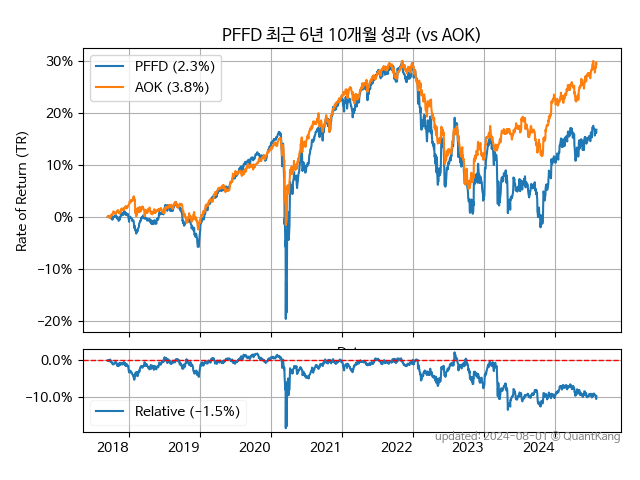 PFFD 최근 6년 10개월 성과 (vs AOK)
PFFD (2.3%)
AOK (3.8%)
Rate of Return (TR)
30%
20%
10%
0%
−10%
−20%
0.0%
−10.0%
Relative (−1.5%)
2018 2019 2020 2021 2022 2023 2024
updated: 2024-08-01 © QuantKang